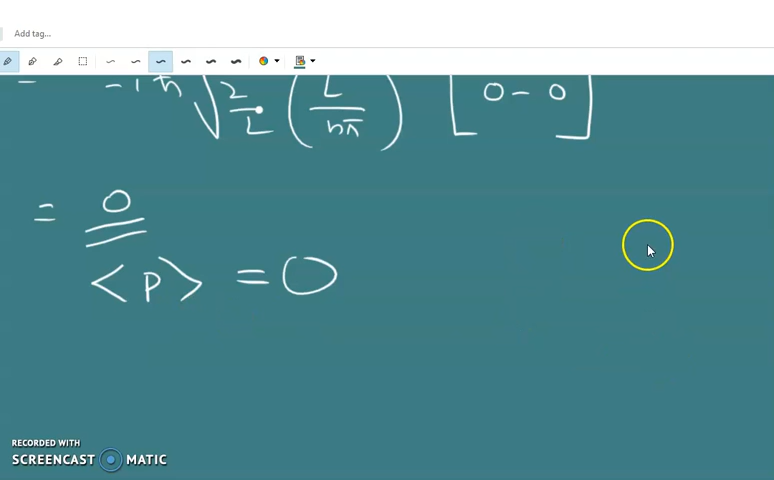 Add tag...
= -iħ √2/L (L/nπ) [0 - 0]
= 0
<p> = 0
RECORDED WITH
SCREENCAST MATIC